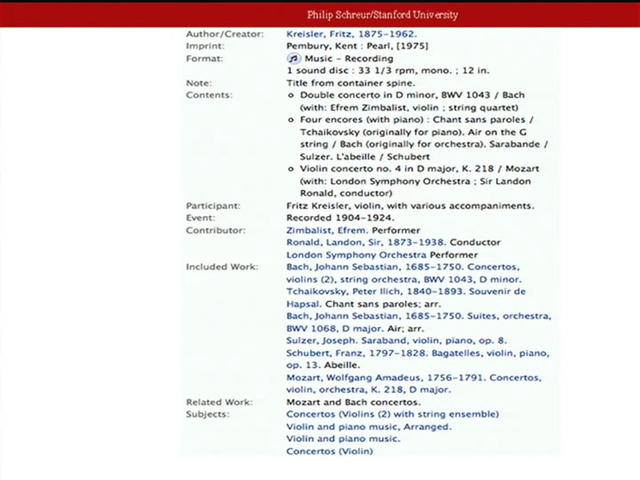 Philip Schreur/Stanford University
Author/Creator: Kreisler, Fritz, 1875-1962.
Imprint: Pembury, Kent : Pearl, [1975]
Format: Music - Recording
1 sound disc : 33 1/3 rpm, mono. ; 12 in.
Note: Title from container spine.
Contents: Double concerto in D minor, BWV 1043 / Bach
(with: Efrem Zimbalist, violin ; string quartet)
Four encores (with piano) : Chant sans paroles /
Tchaikovsky (originally for piano). Air on the G
string / Bach (originally for orchestra). Sarabande /
Sulzer. L'abeille / Schubert
Violin concerto no. 4 in D major, K. 218 / Mozart
(with: London Symphony Orchestra ; Sir Landon
Ronald, conductor)
Participant: Fritz Kreisler, violin, with various accompaniments.
Event: Recorded 1904-1924.
Contributor: Zimbalist, Efrem. Performer
Ronald, Landon, Sir, 1873-1938. Conductor
London Symphony Orchestra Performer
Included Work: Bach, Johann Sebastian, 1685-1750. Concertos,
violins (2), string orchestra, BWV 1043, D minor.
Tchaikovsky, Peter Ilich, 1840-1893. Souvenir de
Hapsal. Chant sans paroles; arr.
Bach, Johann Sebastian, 1685-1750. Suites, orchestra,
BWV 1068, D major. Air; arr.
Sulzer, Joseph. Saraband, violin, piano, op. 8.
Schubert, Franz, 1797-1828. Bagatelles, violin, piano,
op. 13. Abeille.
Mozart, Wolfgang Amadeus, 1756-1791. Concertos,
violin, orchestra, K. 218, D major.
Related Work: Mozart and Bach concertos.
Subjects: Concertos (Violins (2) with string ensemble)
Violin and piano music, Arranged.
Violin and piano music.
Concertos (Violin)